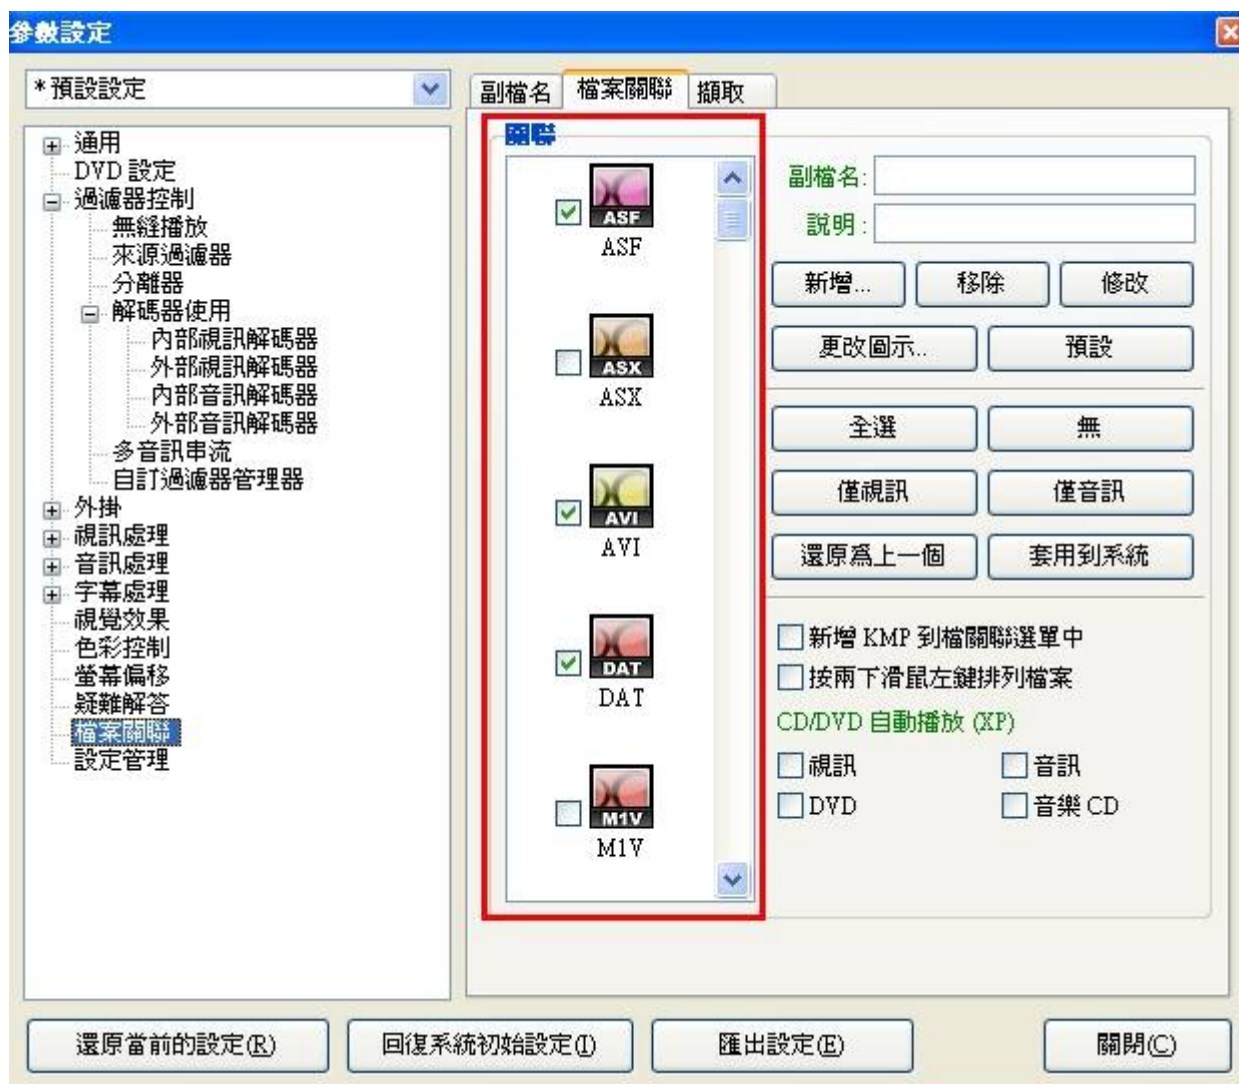 參數設定
*預設設定
通用
DVD 設定
過濾器控制
無縫播放
來源過濾器
分離器
解碼器使用
內部視訊解碼器
外部視訊解碼器
內部音訊解碼器
外部音訊解碼器
多音訊串流
自訂過濾器管理器
外掛
視訊處理
音訊處理
字幕處理
視覺效果
色彩控制
螢幕偏移
疑難解答
檔案關聯
設定管理
副檔名 檔案關聯 擷取
關聯
ASF
ASF
ASX
ASX
AVI
AVI
DAT
DAT
M1V
M1V
副檔名:
說明:
新增... 移除 修改
更改圖示.. 預設
全選 無
僅視訊 僅音訊
還原為上一個 套用到系統
新增 KMP 到檔關聯選單中
按兩下滑鼠左鍵排列檔案
CD/DVD 自動播放 (XP)
視訊 音訊
DVD 音樂 CD
還原當前的設定(R) 回復系統初始設定(I) 匯出設定(E) 關閉(C)